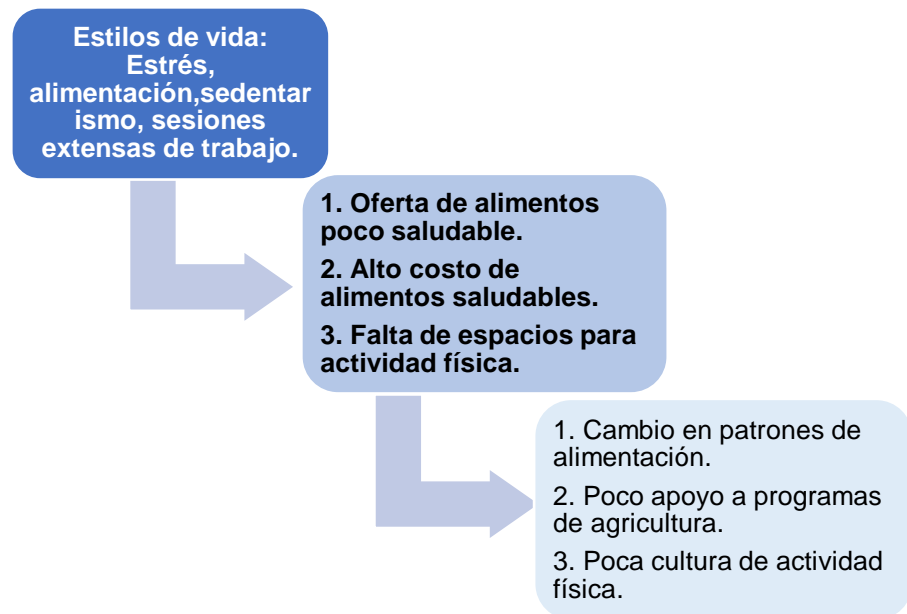 Estilos de vida:
Estrés,
alimentación,sedentar
ismo, sesiones
extensas de trabajo.
1. Oferta de alimentos
poco saludable.
2. Alto costo de
alimentos saludables.
3. Falta de espacios para
actividad física.
1. Cambio en patrones de
alimentación.
2. Poco apoyo a programas
de agricultura.
3. Poca cultura de actividad
física.